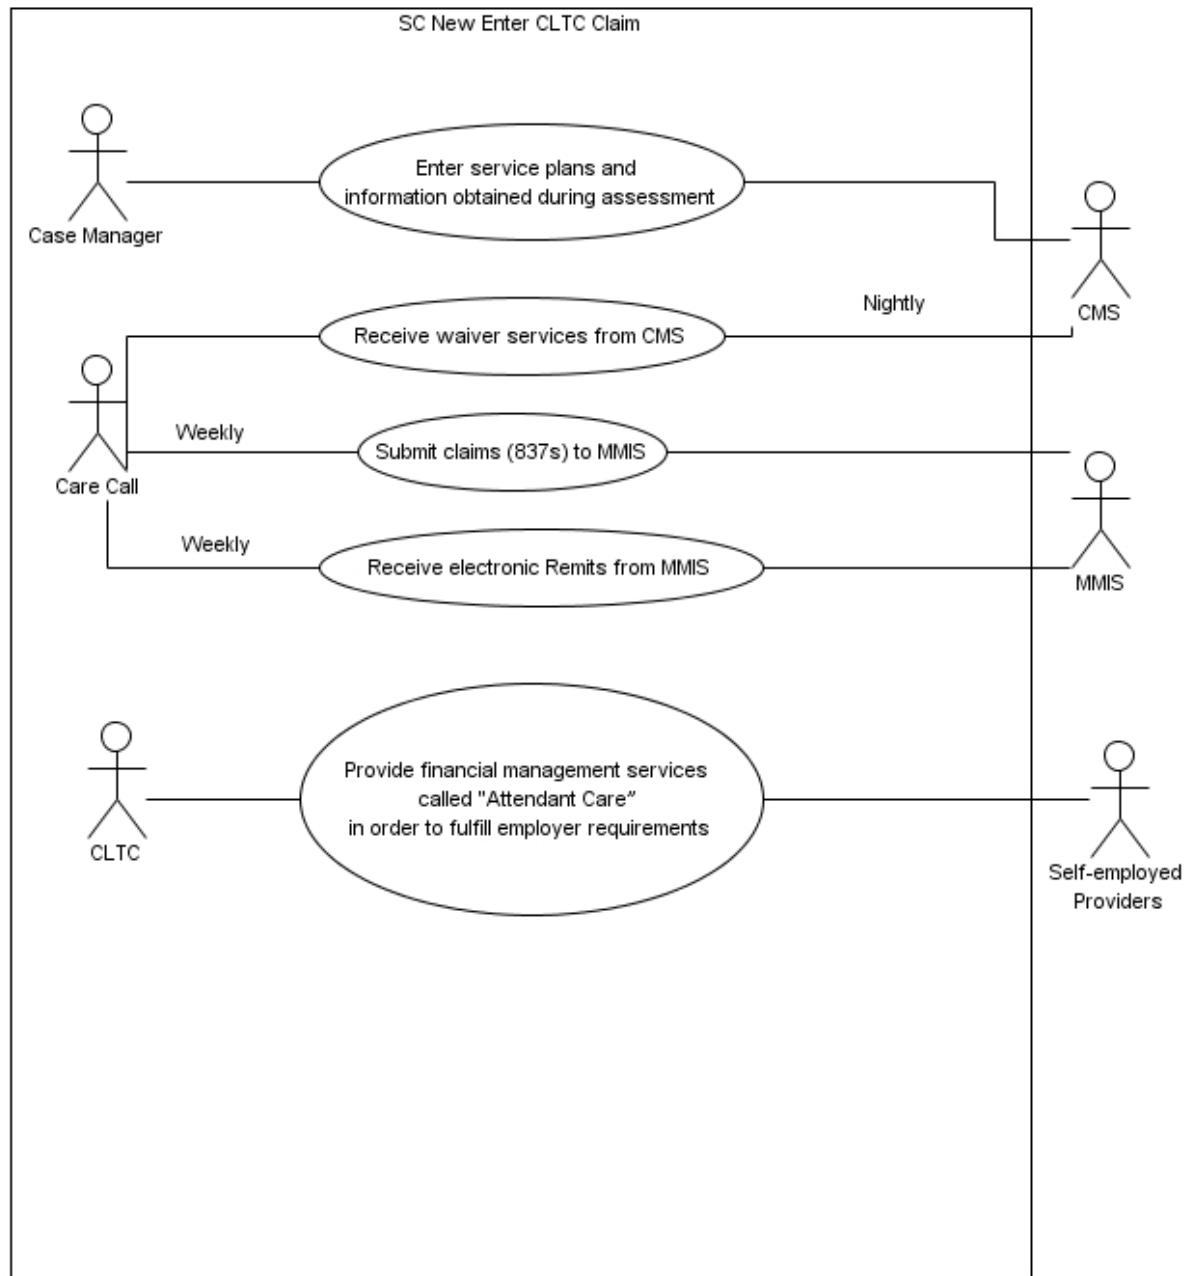 SC New Enter CLTC Claim
Enter service plans and
information obtained during assessment
Case Manager
Nightly
CMS
Receive waiver services from CMS
Weekly
Submit claims (837s) to MMIS
Care Call
Weekly
Receive electronic Remits from MMIS
MMIS
Provide financial management services
called "Attendant Care"
in order to fulfill employer requirements
CLTC
Self-employed
Providers